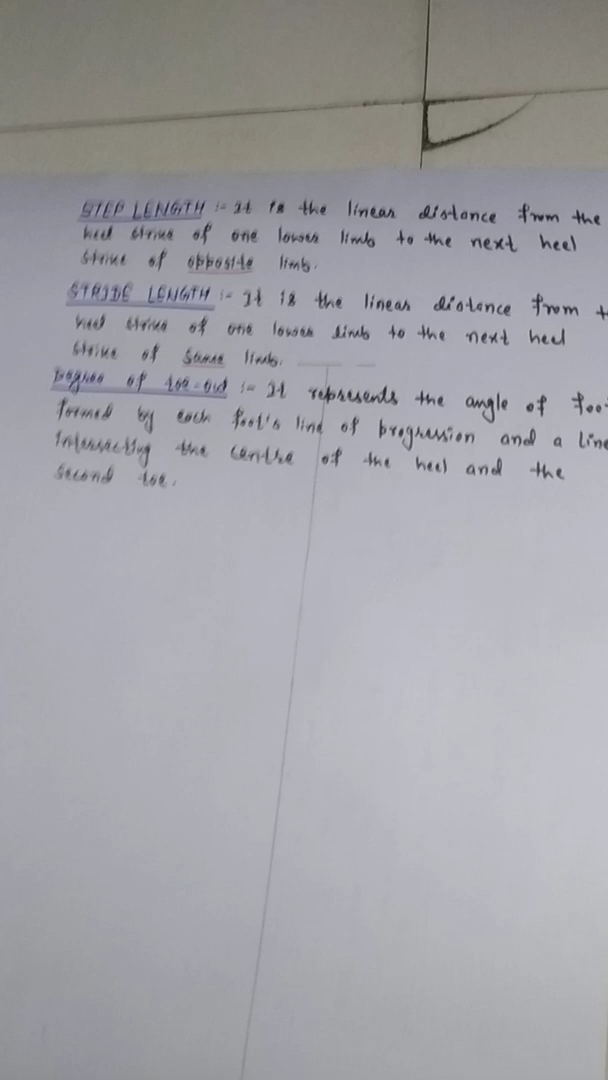 STEP LENGTH :- It is the linear distance from the
heel strike of one lower limb to the next heel
strike of opposite limb.
STRIDE LENGTH :- It is the linear distance from t
heel strike of one lower limb to the next heel
strike of same limb.
Degree of toe-out :- It represents the angle of foo
formed by each foot's line of progression and a line
intersecting the centre of the heel and the
second toe.